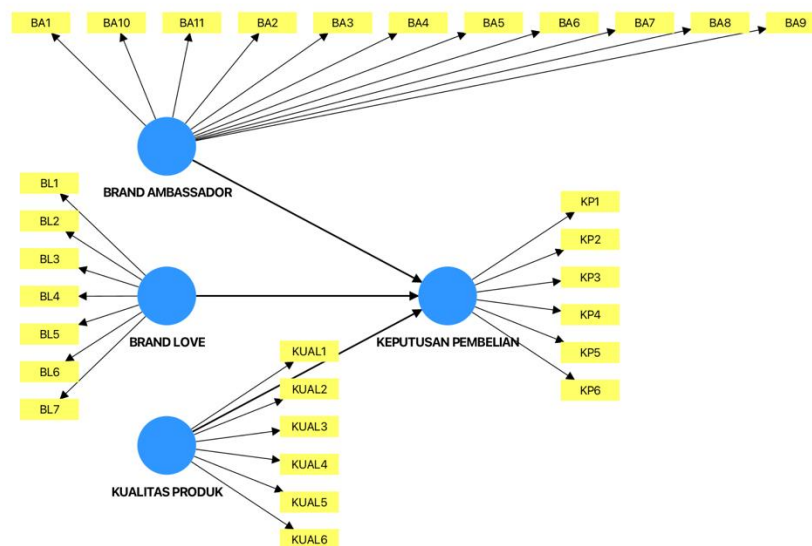 BA1 BA10 BA11 BA2 BA3 BA4 BA5 BA6 BA7 BA8 BA9
BRAND AMBASSADOR
BL1
BL2
BL3
BL4
BL5
BL6
BL7
BRAND LOVE
KP1
KP2
KP3
KP4
KP5
KP6
KEPUTUSAN PEMBELIAN
KUAL1
KUAL2
KUAL3
KUAL4
KUAL5
KUAL6
KUALITAS PRODUK